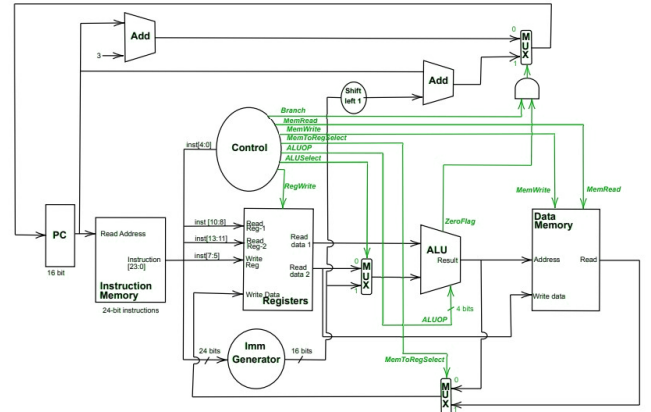 Add
3
0
M
U
X
1
Add
Shift
left 1
Branch
MemRead
MemWrite
MemToRegSelect
ALUOP
ALUSelect
Control
inst[4:0]
RegWrite
MemWrite
MemRead
PC
16 bit
Read Address
Instruction
[23:0]
Instruction
Memory
24-bit instructions
inst [10:8]
inst[13:11]
inst[7:5]
Read
Reg-1
Read
Reg-2
Write
Reg
Write Data
Read
data 1
Read
data 2
Registers
0
M
U
X
1
ALU
Result
ZeroFlag
4 bits
ALUOP
Data
Memory
Address
Read
Write data
24 bits
Imm
Generator
16 bits
MemToRegSelect
0
M
U
X
1